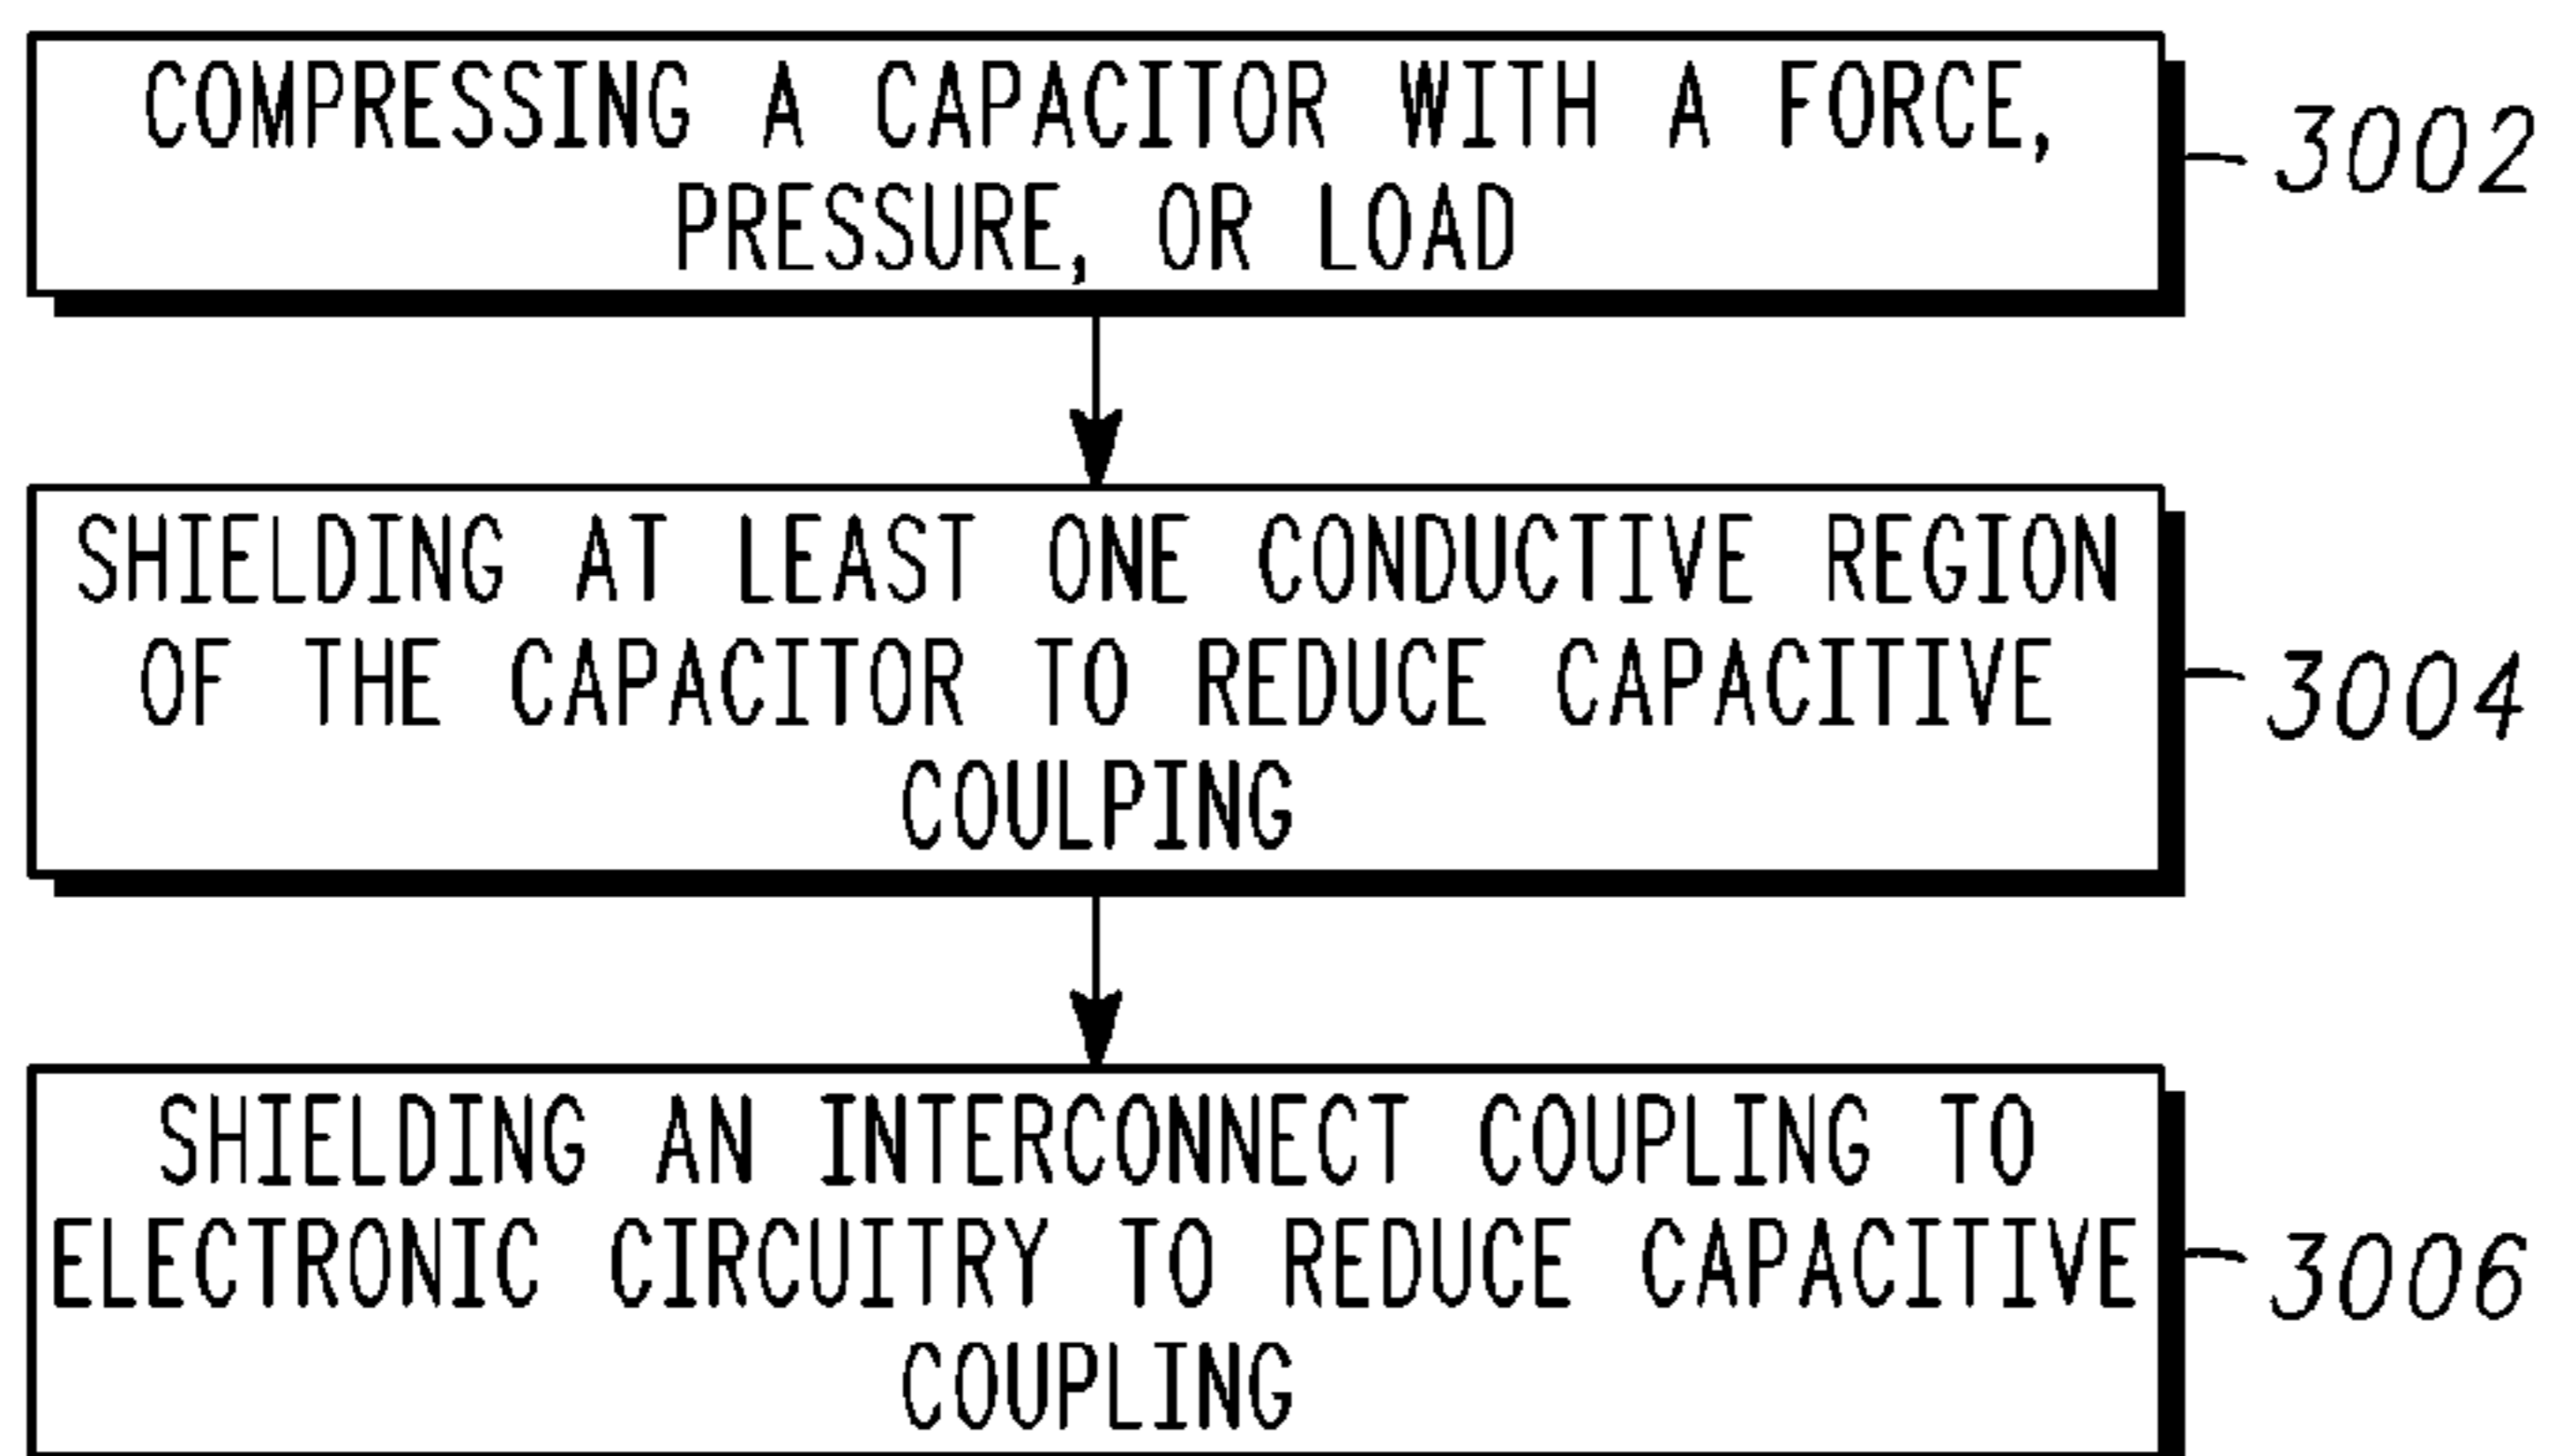 COMPRESSING A CAPACITOR WITH A FORCE,
PRESSURE, OR LOAD
3002
SHIELDING AT LEAST ONE CONDUCTIVE REGION
OF THE CAPACITOR TO REDUCE CAPACITIVE
COULPING
3004
SHIELDING AN INTERCONNECT COUPLING TO
ELECTRONIC CIRCUITRY TO REDUCE CAPACITIVE
COUPLING
3006